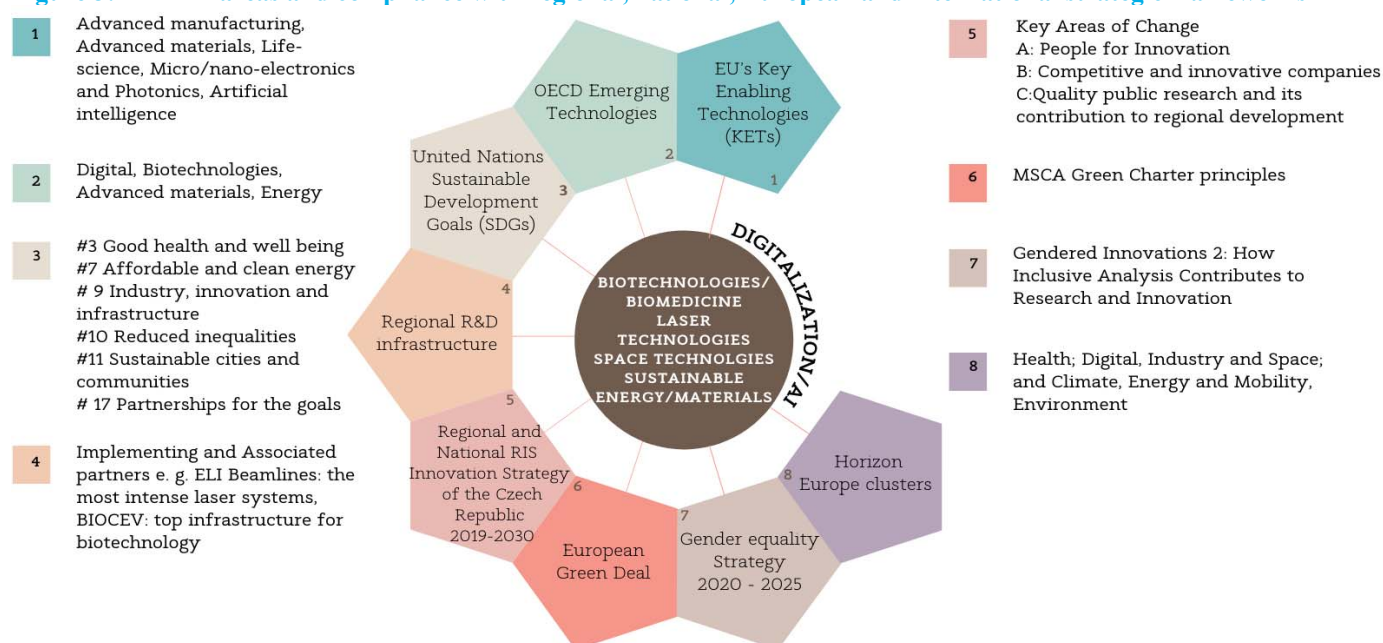 1
Advanced manufacturing,
Advanced materials, Life-
science, Micro/nano-electronics
and Photonics, Artificial
intelligence
2
Digital, Biotechnologies,
Advanced materials, Energy
3
#3 Good health and well being
#7 Affordable and clean energy
# 9 Industry, innovation and
infrastructure
#10 Reduced inequalities
#11 Sustainable cities and
communities
# 17 Partnerships for the goals
4
Implementing and Associated
partners e. g. ELI Beamlines: the
most intense laser systems,
BIOCEV: top infrastructure for
biotechnology
EU's Key
Enabling
Technologies
(KETs)
1
OECD Emerging
Technologies
2
United Nations
Sustainable
Development
Goals (SDGs)
3
Regional R&D
infrastructure
4
5
Regional and
National RIS
Innovation Strategy
of the Czech
Republic
2019-2030
6
European
Green Deal
7
Gender equality
Strategy
2020 - 2025
8
Horizon
Europe clusters
BIOTECHNOLOGIES/
BIOMEDICINE
LASER
TECHNOLOGIES
SPACE TECHNOLGIES
SUSTAINABLE
ENERGY/MATERIALS
DIGITALIZATION/AI
5
Key Areas of Change
A: People for Innovation
B: Competitive and innovative companies
C:Quality public research and its
contribution to regional development
6
MSCA Green Charter principles
7
Gendered Innovations 2: How
Inclusive Analysis Contributes to
Research and Innovation
8
Health; Digital, Industry and Space;
and Climate, Energy and Mobility,
Environment